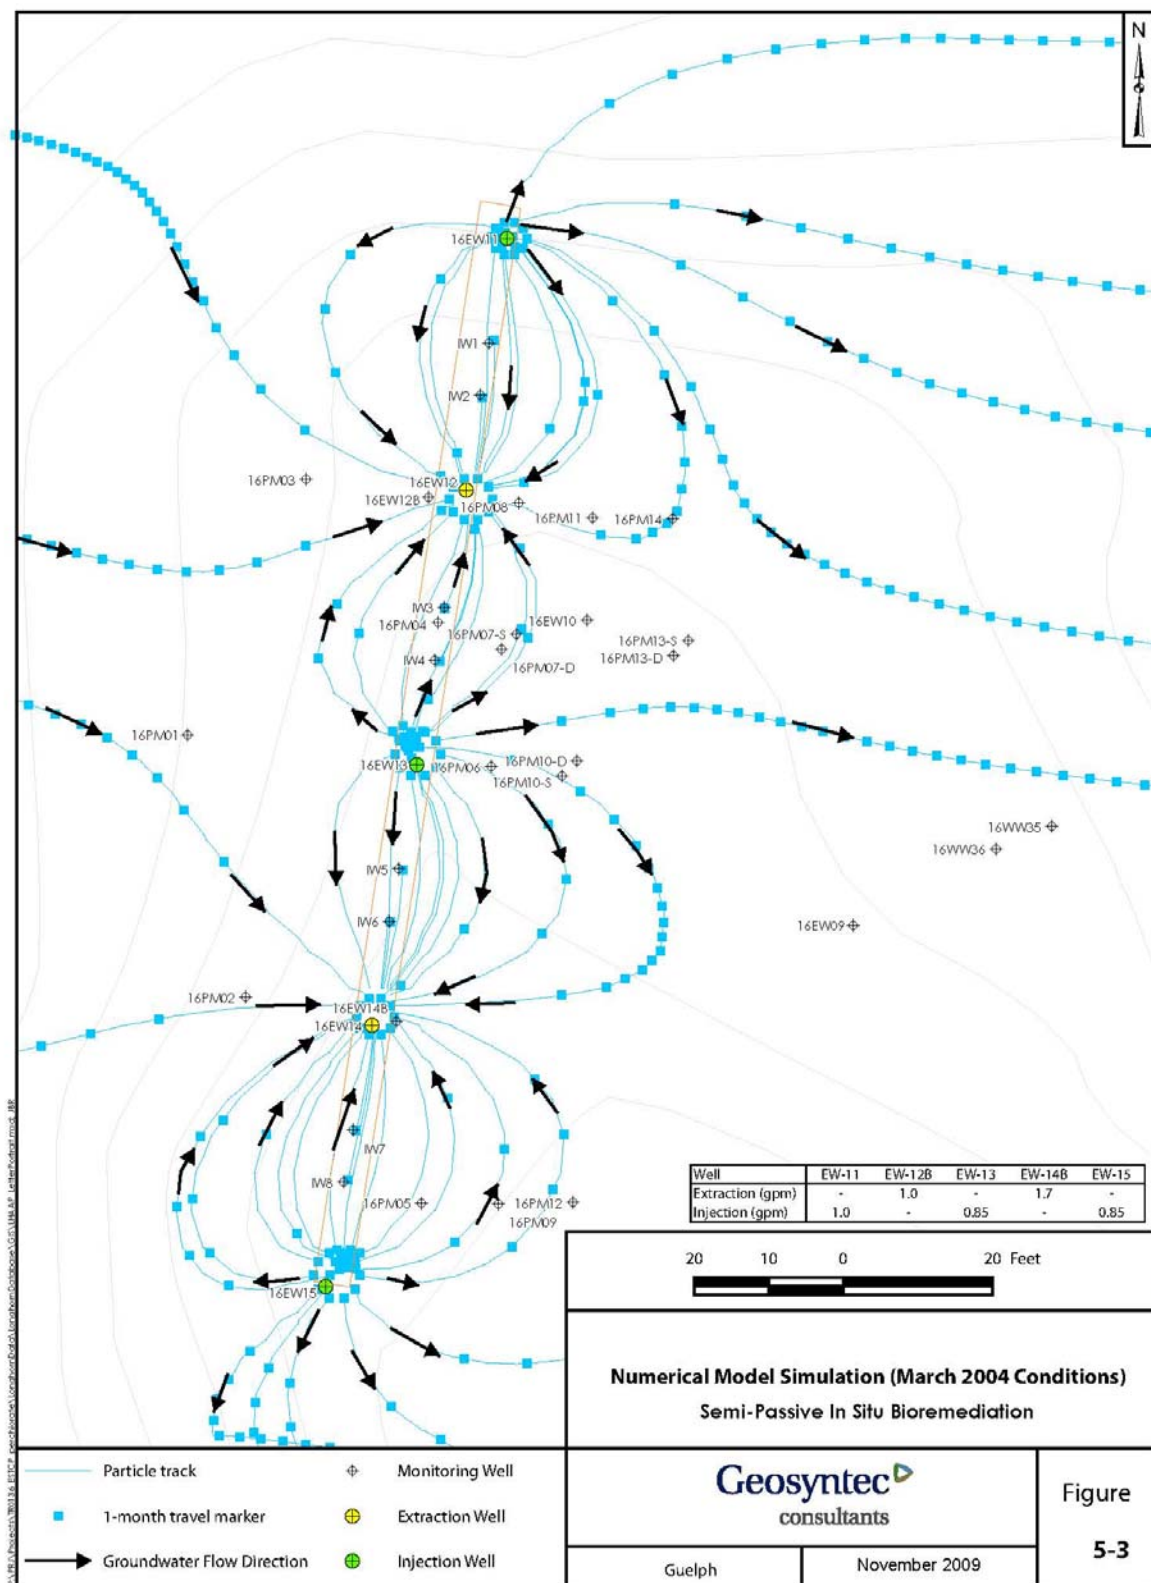 N
16EW11
IW1
IW2
16PM03
16EW12
16EW12B
16PM08
16PM11
16PM14
IW3
16PM04
16PM07-S
16EW10
16PM13-S
16PM13-D
IW4
16PM07-D
16PM01
16EW13
16PM06
16PM10-D
16PM10-S
16WW35
16WW36
IW5
IW6
16EW09
16PM02
16EW14B
16EW14
IW7
IW8
16PM05
16PM12
16PM09
16EW15
Well EW-11 EW-12B EW-13 EW-14B EW-15
Extraction (gpm) - 1.0 - 1.7 -
Injection (gpm) 1.0 - 0.85 - 0.85
20 10 0 20 Feet
Numerical Model Simulation (March 2004 Conditions)
Semi-Passive In Situ Bioremediation
Particle track
1-month travel marker
Groundwater Flow Direction
Monitoring Well
Extraction Well
Injection Well
Geosyntec
consultants
Guelph
November 2009
Figure
5-3